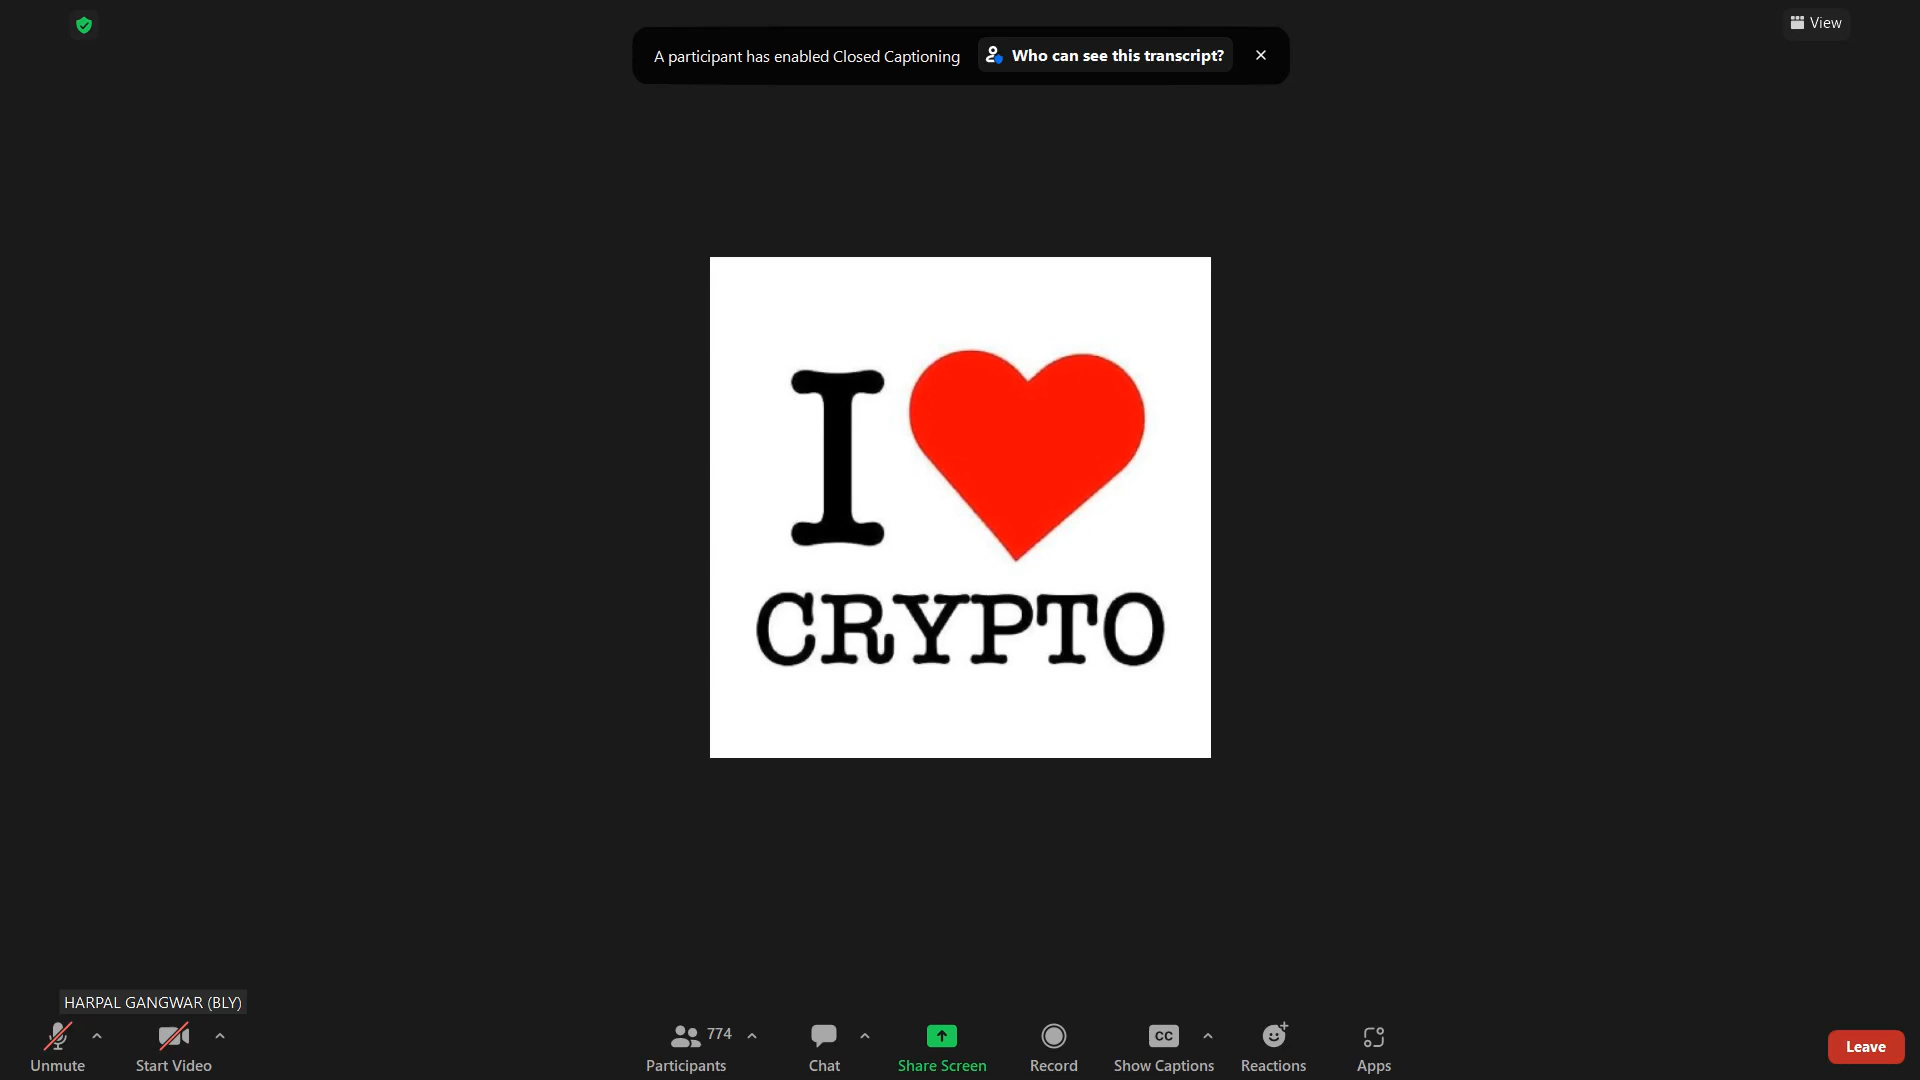 View
A participant has enabled Closed Captioning
Who can see this transcript?
I
CRYPTO
HARPAL GANGWAR (BLY)
Unmute
Start Video
774
Participants
Chat
Share Screen
Record
CC
Show Captions
Reactions
Apps
Leave